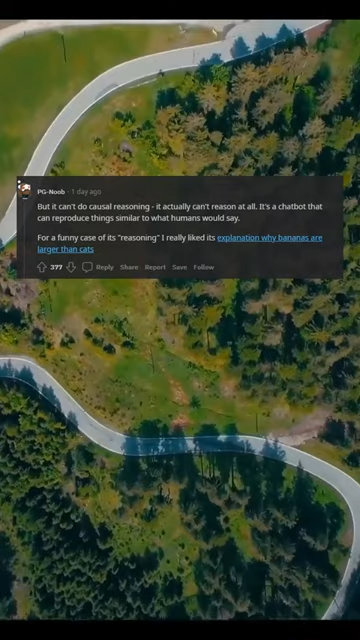 PG-Noob · 1 day ago
But it can't do causal reasoning - it actually can't reason at all. It's a chatbot that
can reproduce things similar to what humans would say.
For a funny case of its "reasoning" I really liked its explanation why bananas are
larger than cats
377 Reply Share Report Save Follow